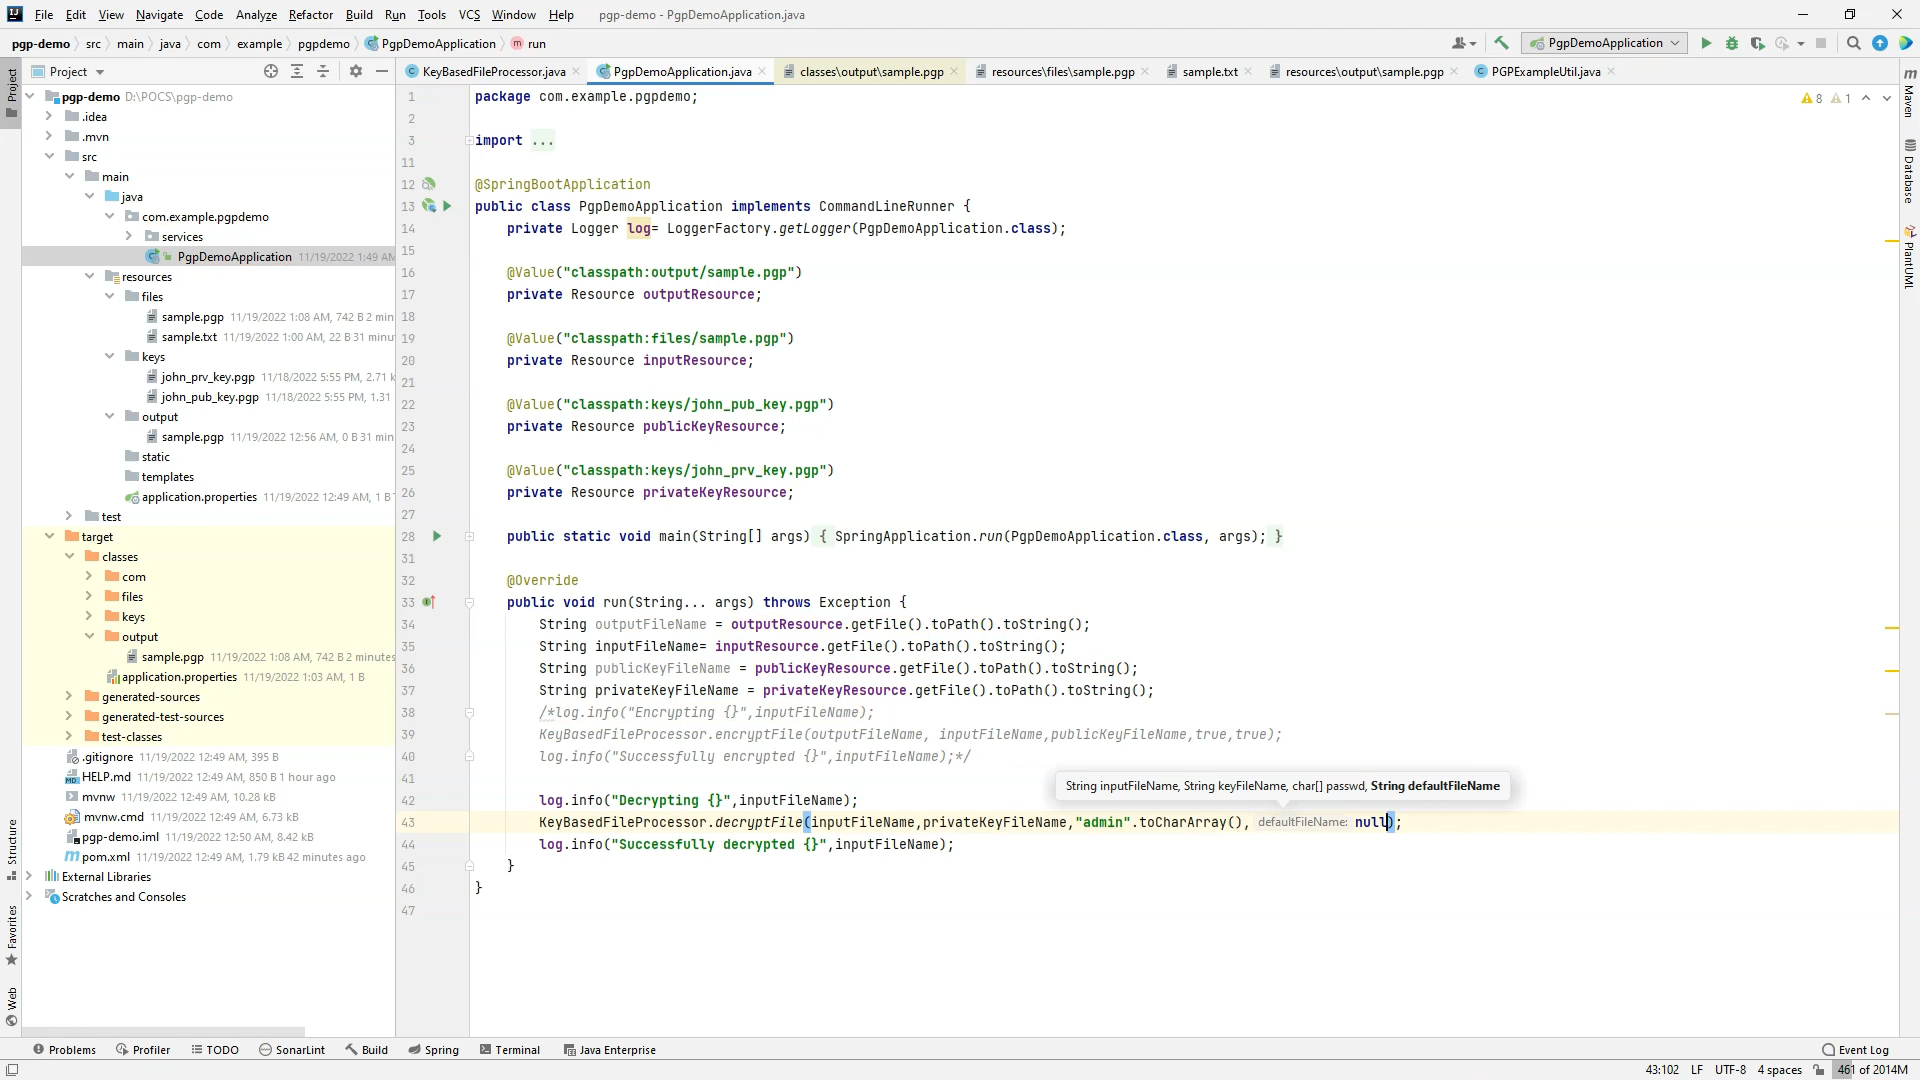 File Edit View Navigate Code Analyze Refactor Build Run Tools VCS Window Help pgp-demo - PgpDemoApplication.java
pgp-demo src main java com example pgpdemo PgpDemoApplication m run PgpDemoApplication
Project KeyBasedFileProcessor.java PgpDemoApplication.java classes\output\sample.pgp resources\files\sample.pgp sample.txt resources\output\sample.pgp PGPExampleUtil.java
Project
Structure
Favorites
Web
Maven
Database
PlantUML
pgp-demo D:\POCS\pgp-demo
.idea
.mvn
src
main
java
com.example.pgpdemo
services
PgpDemoApplication 11/19/2022 1:49 AM
resources
files
sample.pgp 11/19/2022 1:08 AM, 742 B 2 min
sample.txt 11/19/2022 1:00 AM, 22 B 31 minu
keys
john_prv_key.pgp 11/18/2022 5:55 PM, 2.71 k
john_pub_key.pgp 11/18/2022 5:55 PM, 1.31
output
sample.pgp 11/19/2022 12:56 AM, 0 B 31 min
static
templates
application.properties 11/19/2022 12:49 AM, 1 B
test
target
classes
com
files
keys
output
sample.pgp 11/19/2022 1:08 AM, 742 B 2 minutes
application.properties 11/19/2022 1:03 AM, 1 B
generated-sources
generated-test-sources
test-classes
.gitignore 11/19/2022 12:49 AM, 395 B
HELP.md 11/19/2022 12:49 AM, 850 B 1 hour ago
mvnw 11/19/2022 12:49 AM, 10.28 kB
mvnw.cmd 11/19/2022 12:49 AM, 6.73 kB
pgp-demo.iml 11/19/2022 12:50 AM, 8.42 kB
pom.xml 11/19/2022 12:49 AM, 1.79 kB 42 minutes ago
External Libraries
Scratches and Consoles
8 1
1 package com.example.pgpdemo;
2
3 import ...
11
12 @SpringBootApplication
13 public class PgpDemoApplication implements CommandLineRunner {
14 private Logger log= LoggerFactory.getLogger(PgpDemoApplication.class);
15
16 @Value("classpath:output/sample.pgp")
17 private Resource outputResource;
18
19 @Value("classpath:files/sample.pgp")
20 private Resource inputResource;
21
22 @Value("classpath:keys/john_pub_key.pgp")
23 private Resource publicKeyResource;
24
25 @Value("classpath:keys/john_prv_key.pgp")
26 private Resource privateKeyResource;
27
28 public static void main(String[] args) { SpringApplication.run(PgpDemoApplication.class, args); }
31
32 @Override
33 public void run(String... args) throws Exception {
34 String outputFileName = outputResource.getFile().toPath().toString();
35 String inputFileName= inputResource.getFile().toPath().toString();
36 String publicKeyFileName = publicKeyResource.getFile().toPath().toString();
37 String privateKeyFileName = privateKeyResource.getFile().toPath().toString();
38 /*log.info("Encrypting {}",inputFileName);
39 KeyBasedFileProcessor.encryptFile(outputFileName, inputFileName,publicKeyFileName,true,true);
40 log.info("Successfully encrypted {}",inputFileName);*/
41
String inputFileName, String keyFileName, char[] passwd, String defaultFileName
42 log.info("Decrypting {}",inputFileName);
43 KeyBasedFileProcessor.decryptFile(inputFileName,privateKeyFileName,"admin".toCharArray(), defaultFileName: null);
44 log.info("Successfully decrypted {}",inputFileName);
45 }
46 }
47
Problems Profiler TODO SonarLint Build Spring Terminal Java Enterprise Event Log
43:102 LF UTF-8 4 spaces 461 of 2014M